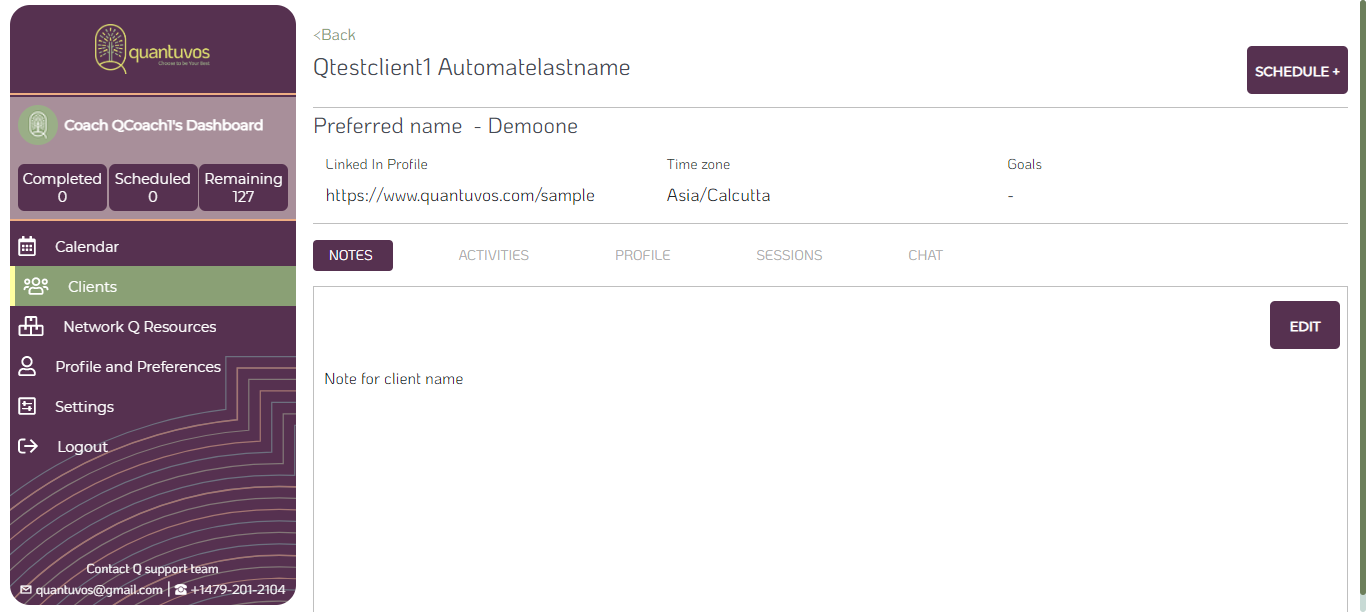 quantuvos
Choose to be Your Best
Coach QCoach1's Dashboard
Completed
0
Scheduled
0
Remaining
127
Calendar
Clients
Network Q Resources
Profile and Preferences
Settings
Logout
Contact Q support team
quantuvos@gmail.com | +1479-201-2104
<Back
Qtestclient1 Automatelastname
SCHEDULE +
Preferred name - Demoone
Linked In Profile
https://www.quantuvos.com/sample
Time zone
Asia/Calcutta
Goals
-
NOTES
ACTIVITIES
PROFILE
SESSIONS
CHAT
EDIT
Note for client name